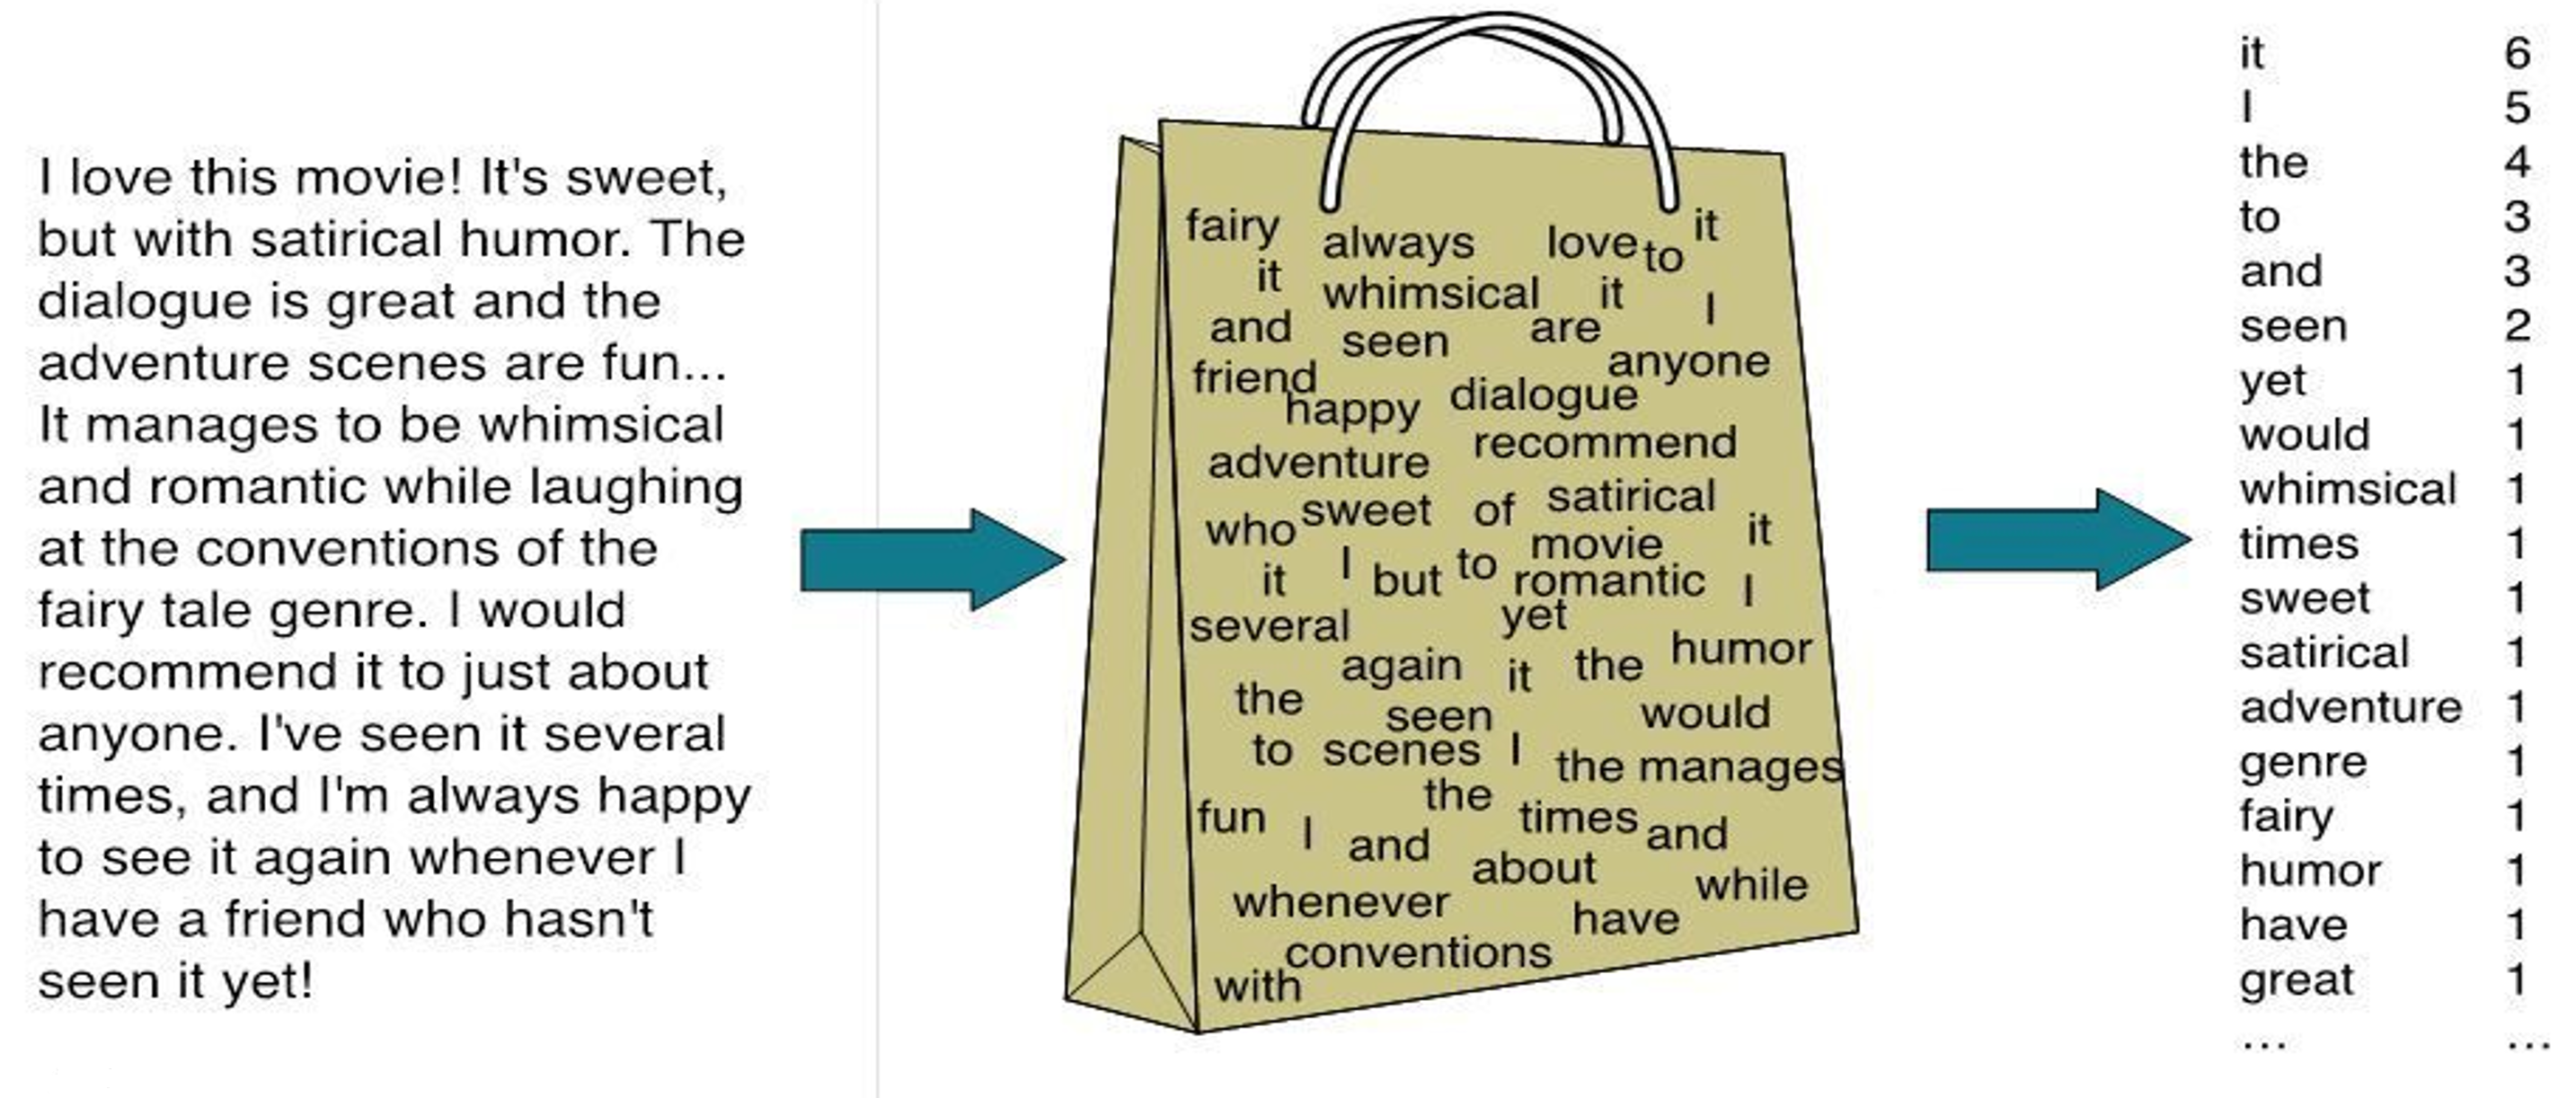 I love this movie! It's sweet,
but with satirical humor. The
dialogue is great and the
adventure scenes are fun...
It manages to be whimsical
and romantic while laughing
at the conventions of the
fairy tale genre. I would
recommend it to just about
anyone. I've seen it several
times, and I'm always happy
to see it again whenever I
have a friend who hasn't
seen it yet!
fairy always love to it
it whimsical it I
and seen are anyone
friend happy dialogue
adventure recommend
who sweet of satirical
it I but to movie romantic it I
several yet
again it the humor
the seen would
to scenes I the manages
the
fun I and times and
about while
whenever have
conventions
with
it 6
I 5
the 4
to 3
and 3
seen 2
yet 1
would 1
whimsical 1
times 1
sweet 1
satirical 1
adventure 1
genre 1
fairy 1
humor 1
have 1
great 1
... ...